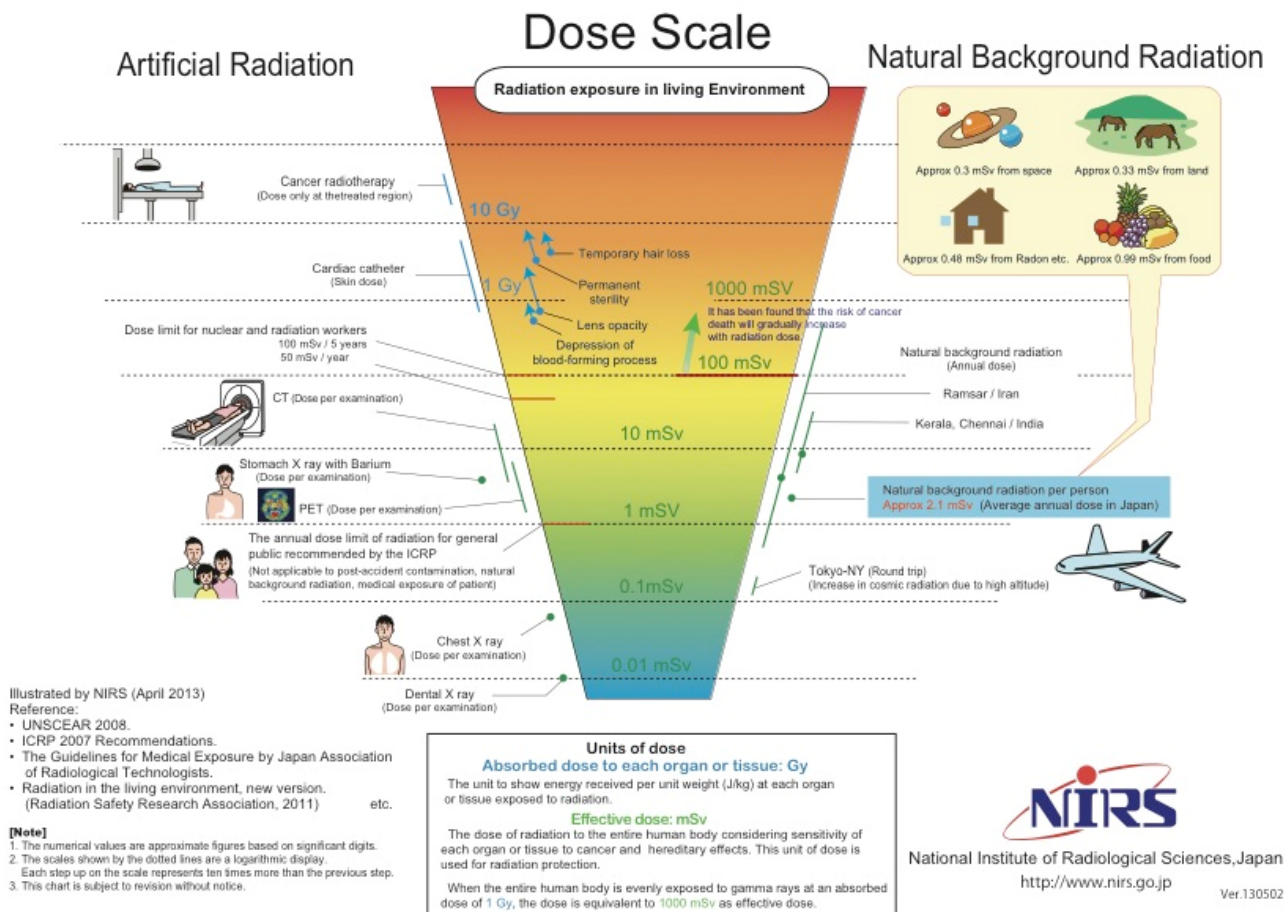 Dose Scale
Artificial Radiation
Natural Background Radiation
Radiation exposure in living Environment
Approx 0.3 mSv from space
Approx 0.33 mSv from land
Approx 0.48 mSv from Radon etc.
Approx 0.99 mSv from food
Cancer radiotherapy
(Dose only at thetreated region)
10 Gy
Cardiac catheter
(Skin dose)
1 Gy
Temporary hair loss
Permanent
sterility
Lens opacity
Depression of
blood-forming process
1000 mSV
It has been found that the risk of cancer
death will gradually increase
with radiation dose.
100 mSv
Dose limit for nuclear and radiation workers
100 mSv / 5 years
50 mSv / year
Natural background radiation
(Annual dose)
Ramsar / Iran
Kerala, Chennai / India
CT (Dose per examination)
10 mSv
Stomach X ray with Barium
(Dose per examination)
PET (Dose per examination)
1 mSV
Natural background radiation per person
Approx 2.1 mSv (Average annual dose in Japan)
The annual dose limit of radiation for general
public recommended by the ICRP
(Not applicable to post-accident contamination, natural
background radiation, medical exposure of patient)
0.1mSv
Tokyo-NY (Round trip)
(Increase in cosmic radiation due to high altitude)
Chest X ray
(Dose per examination)
0.01 mSv
Dental X ray
(Dose per examination)
Illustrated by NIRS (April 2013)
Reference:
• UNSCEAR 2008.
• ICRP 2007 Recommendations.
• The Guidelines for Medical Exposure by Japan Association
of Radiological Technologists.
• Radiation in the living environment, new version.
(Radiation Safety Research Association, 2011) etc.
[Note]
1. The numerical values are approximate figures based on significant digits.
2. The scales shown by the dotted lines are a logarithmic display.
Each step up on the scale represents ten times more than the previous step.
3. This chart is subject to revision without notice.
Units of dose
Absorbed dose to each organ or tissue: Gy
The unit to show energy received per unit weight (J/kg) at each organ
or tissue exposed to radiation.
Effective dose: mSv
The dose of radiation to the entire human body considering sensitivity of
each organ or tissue to cancer and hereditary effects. This unit of dose is
used for radiation protection.
When the entire human body is evenly exposed to gamma rays at an absorbed
dose of 1 Gy, the dose is equivalent to 1000 mSv as effective dose.
NIRS
National Institute of Radiological Sciences,Japan
http://www.nirs.go.jp
Ver.130502